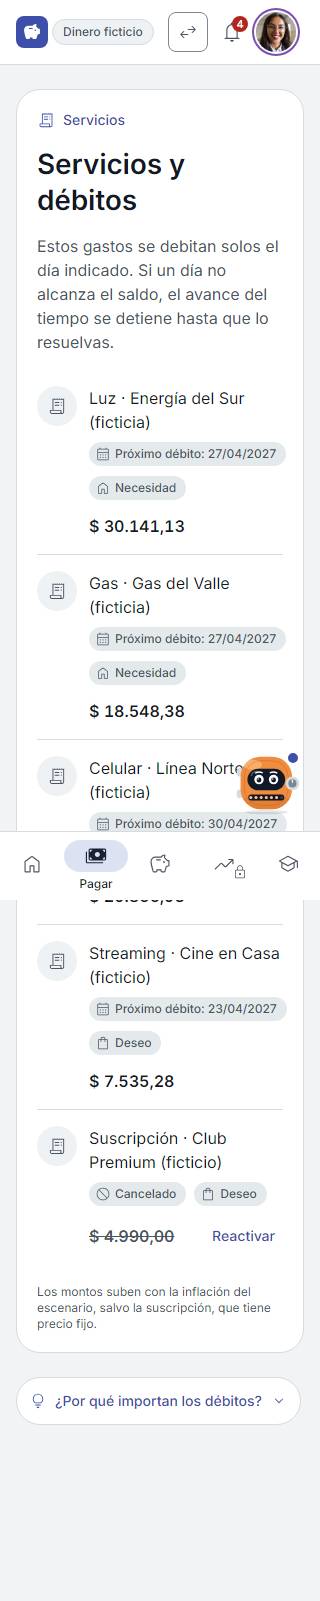 Dinero ficticio
4
Servicios
Servicios y
débitos
Estos gastos se debitan solos el
día indicado. Si un día no
alcanza el saldo, el avance del
tiempo se detiene hasta que lo
resuelvas.
Luz · Energía del Sur
(ficticia)
Próximo débito: 27/04/2027
Necesidad
$ 30.141,13
Gas · Gas del Valle
(ficticia)
Próximo débito: 27/04/2027
Necesidad
$ 18.548,38
Celular · Línea Norte
(ficticia)
Próximo débito: 30/04/2027
Pagar
Streaming · Cine en Casa
(ficticio)
Próximo débito: 23/04/2027
Deseo
$ 7.535,28
Suscripción · Club
Premium (ficticio)
Cancelado
Deseo
$ 4.990,00
Reactivar
Los montos suben con la inflación del
escenario, salvo la suscripción, que tiene
precio fijo.
¿Por qué importan los débitos?